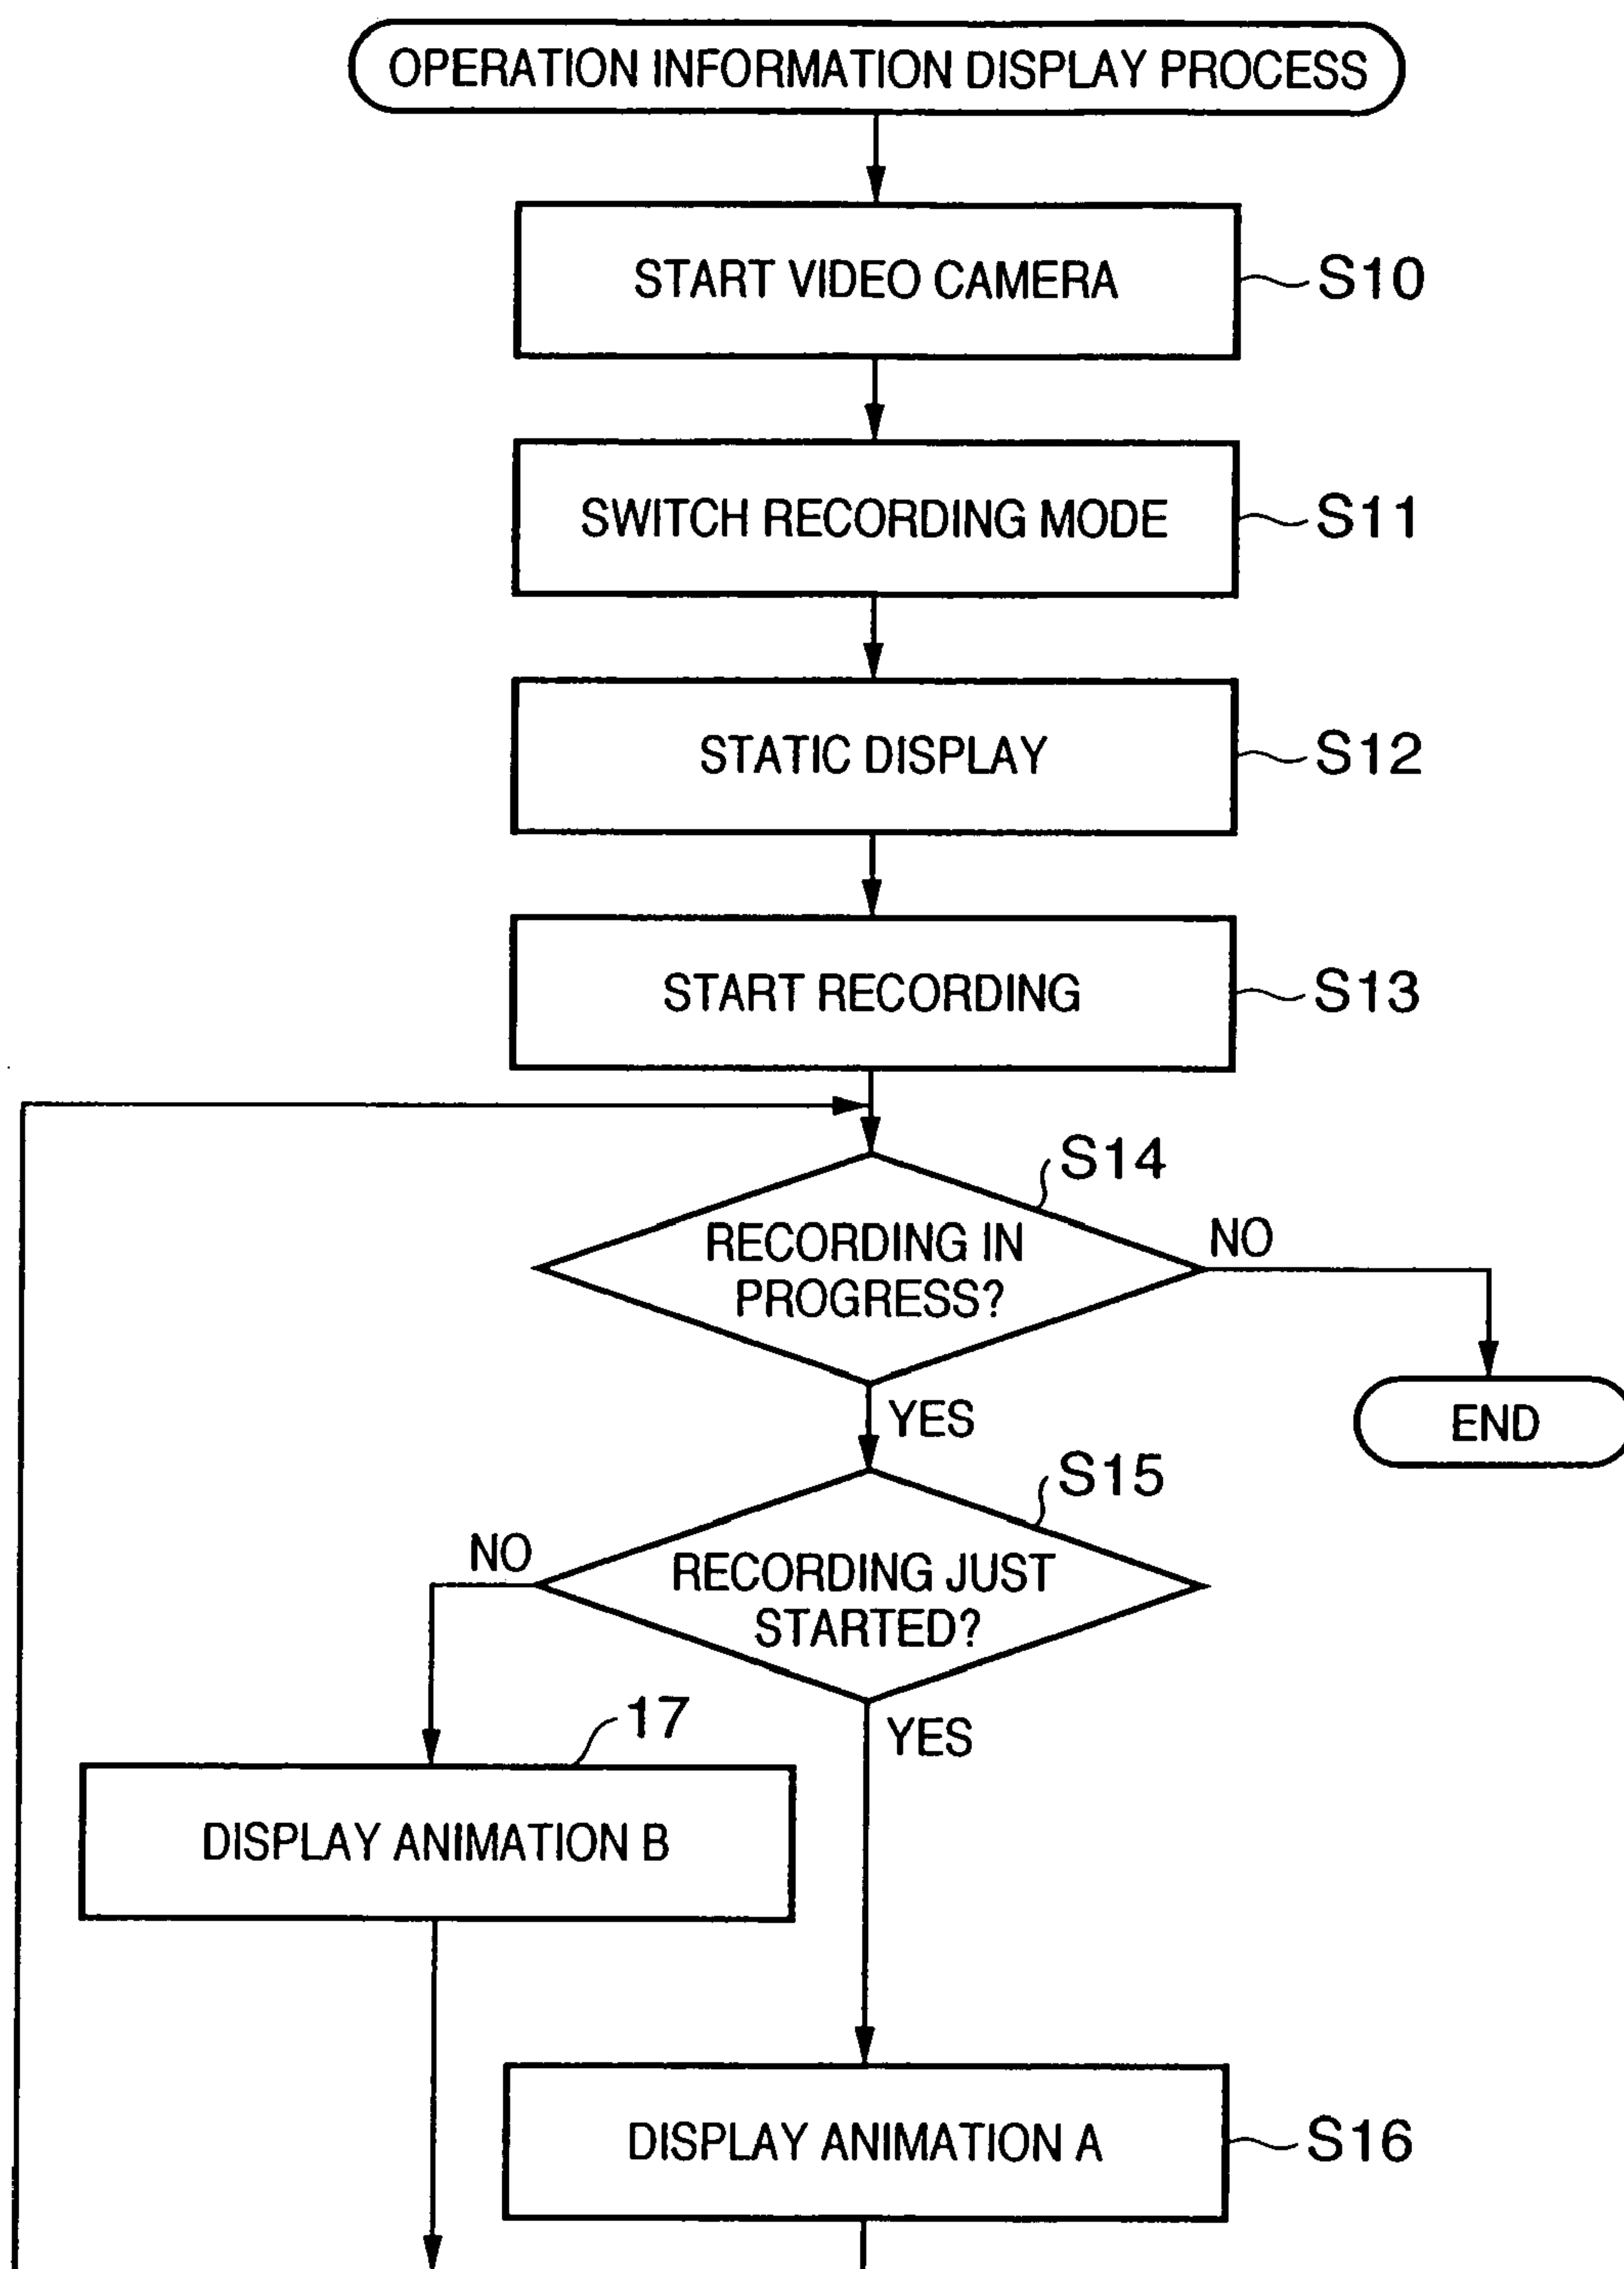 OPERATION INFORMATION DISPLAY PROCESS
START VIDEO CAMERA
S10
SWITCH RECORDING MODE
S11
STATIC DISPLAY
S12
START RECORDING
S13
S14
RECORDING IN
PROGRESS?
NO
YES
END
S15
RECORDING JUST
STARTED?
NO
YES
17
DISPLAY ANIMATION B
DISPLAY ANIMATION A
S16